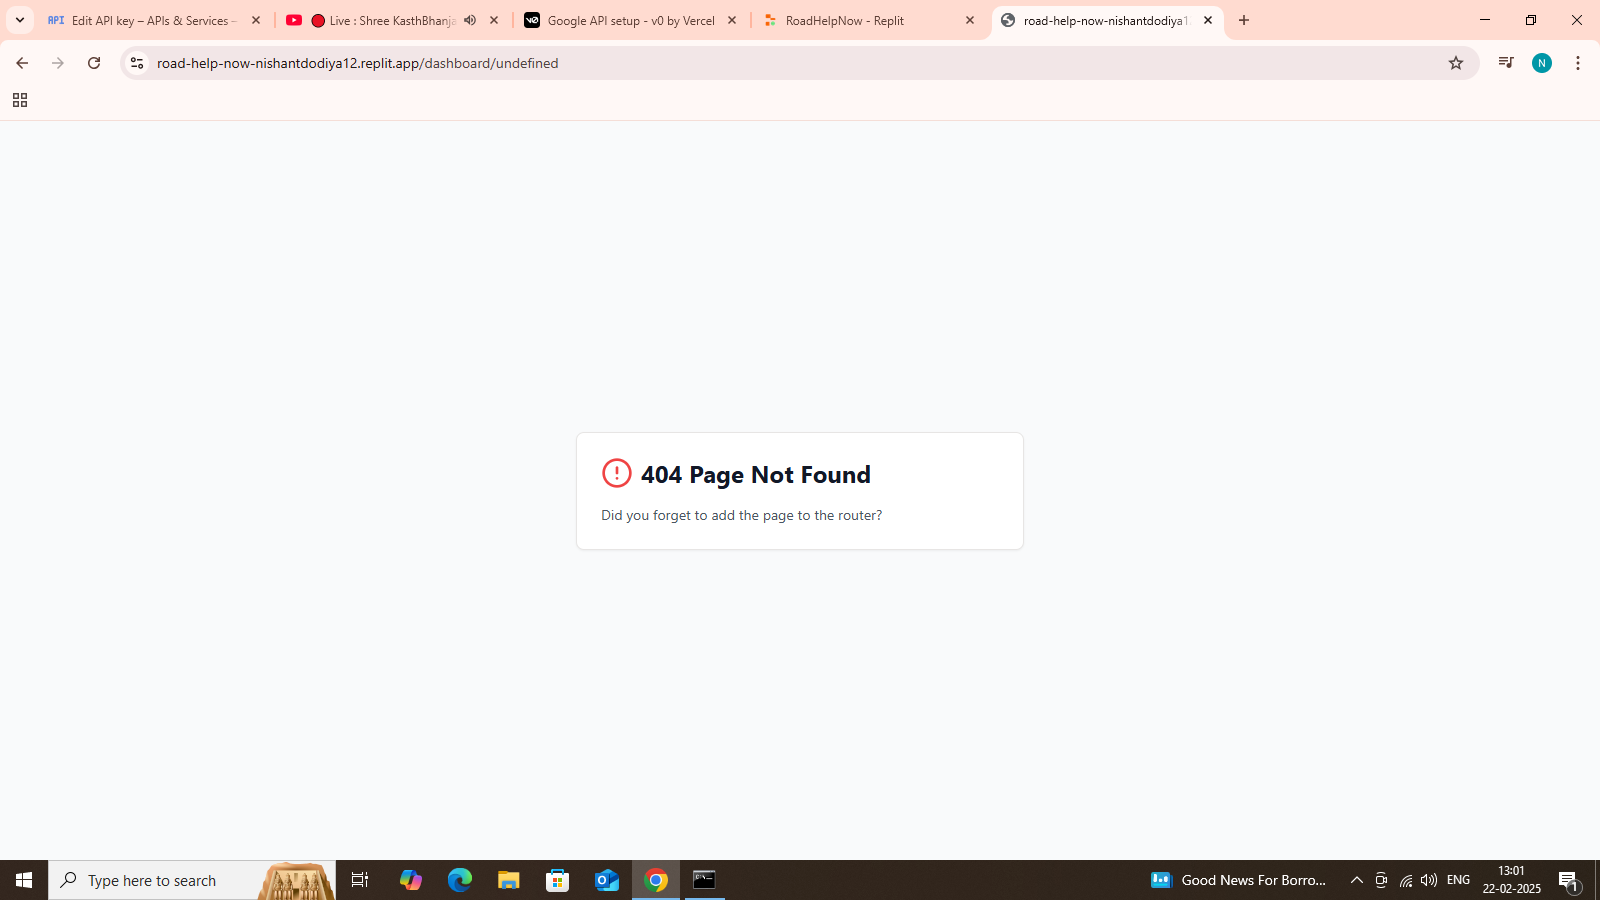 API Edit API key – APIs & Services –
Live : Shree KasthBhanja
Google API setup - v0 by Vercel
RoadHelpNow - Replit
road-help-now-nishantdodiya1
road-help-now-nishantdodiya12.replit.app/dashboard/undefined
N
404 Page Not Found
Did you forget to add the page to the router?
Type here to search
Good News For Borro...
ENG
13:01
22-02-2025
1